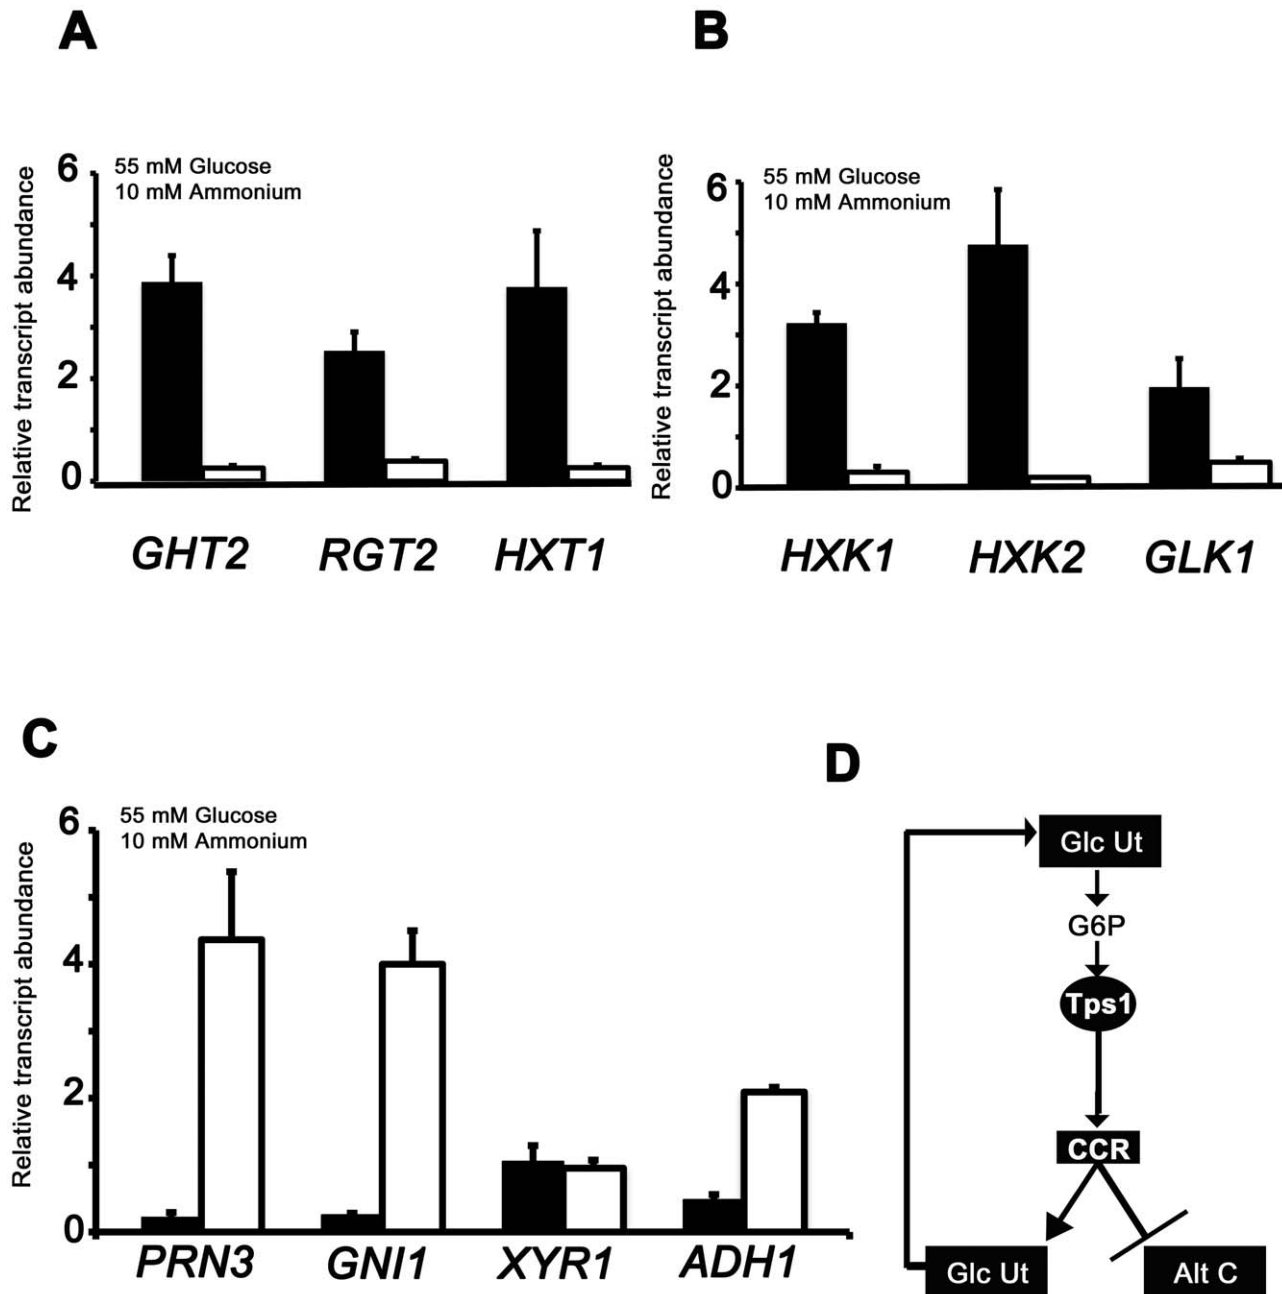 A
55 mM Glucose
10 mM Ammonium
Relative transcript abundance
6
4
2
0
GHT2 RGT2 HXT1
B
55 mM Glucose
10 mM Ammonium
Relative transcript abundance
6
4
2
0
HXK1 HXK2 GLK1
C
55 mM Glucose
10 mM Ammonium
Relative transcript abundance
6
4
2
0
PRN3 GNI1 XYR1 ADH1
D
Glc Ut
G6P
Tps1
CCR
Glc Ut Alt C